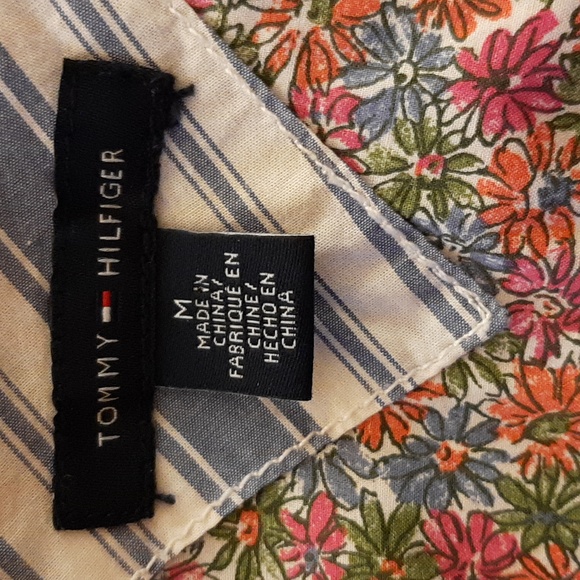 TOMMY HILFIGER
M
MADE IN
CHINA/
FABRIQUÉ EN
CHINE/
HECHO EN
CHINA